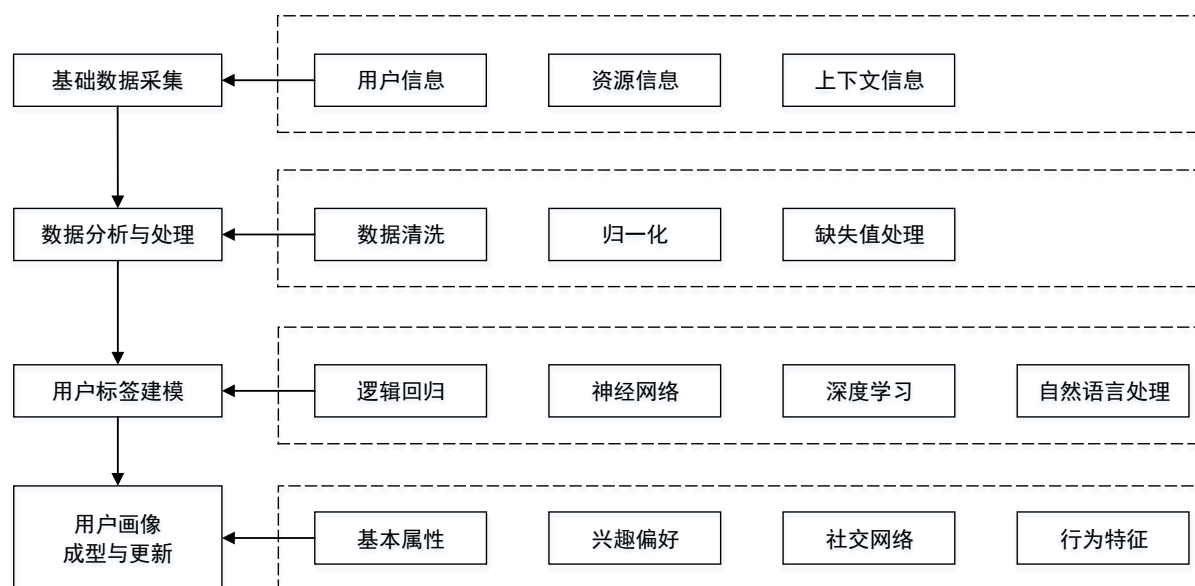 基础数据采集
用户信息
资源信息
上下文信息
数据分析与处理
数据清洗
归一化
缺失值处理
用户标签建模
逻辑回归
神经网络
深度学习
自然语言处理
用户画像
成型与更新
基本属性
兴趣偏好
社交网络
行为特征